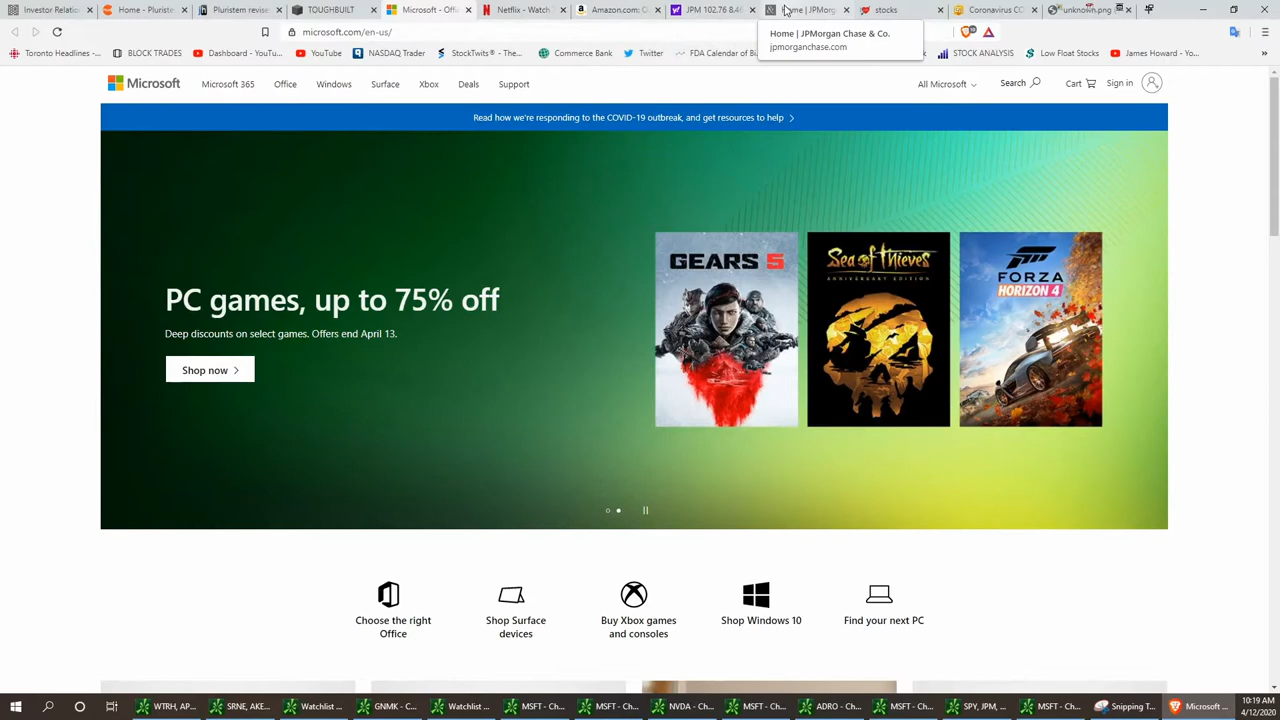 Investor Relatio
Home - Pluriste
Pluristem revise
TOUGHBUILT
Microsoft - Offi
Netflix - Watch
Amazon.com: O
JPM 102.76 8.46
Home | JPMorg
stocks
Coronavirus CC
unknown.png
microsoft.com/en-us/
Home | JPMorgan Chase & Co.
jpmorganchase.com
Toronto Headlines -...
BLOCK TRADES
Dashboard - YouTu...
YouTube
NASDAQ Trader
StockTwits® - The...
Commerce Bank
Twitter
FDA Calendar of Bi
STOCK ANALYSIS
Low Float Stocks
James Howard - Yo...
Microsoft
Microsoft 365
Office
Windows
Surface
Xbox
Deals
Support
All Microsoft
Search
Cart
Sign in
Read how we're responding to the COVID-19 outbreak, and get resources to help
PC games, up to 75% off
Deep discounts on select games. Offers end April 13.
Shop now
GEARS 5
Sea of Thieves
ANNIVERSARY EDITION
FORZA
HORIZON 4
Choose the right
Office
Shop Surface
devices
Buy Xbox games
and consoles
Shop Windows 10
Find your next PC
WTRH, AP...
SRNE, AKE...
Watchlist ...
GNMK - C...
Watchlist ...
MSFT - Ch...
MSFT - Ch...
NVDA - Ch...
MSFT - Ch...
ADRO - Ch...
MSFT - Ch...
SPY, JPM, ...
MSFT - Ch...
Snipping T...
Microsoft ...
10:19 AM
4/12/2020